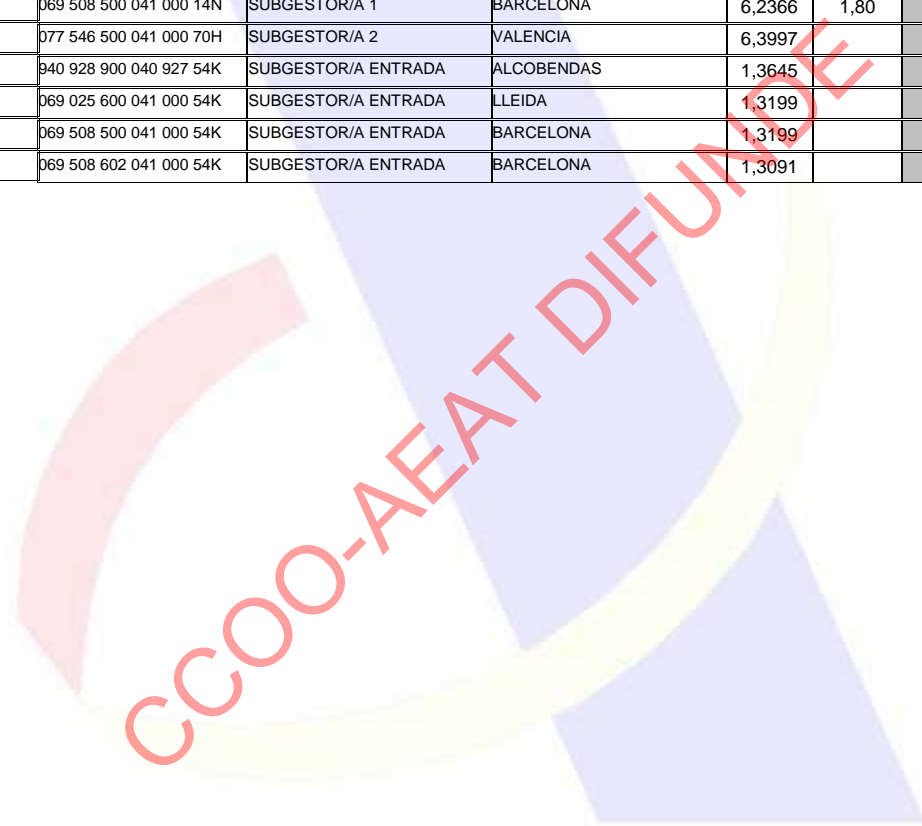 069 508 500 041 000 14N SUBGESTOR/A 1 BARCELONA 6,2366 1,80
077 546 500 041 000 70H SUBGESTOR/A 2 VALENCIA 6,3997
940 928 900 040 927 54K SUBGESTOR/A ENTRADA ALCOBENDAS 1,3645
069 025 600 041 000 54K SUBGESTOR/A ENTRADA LLEIDA 1,3199
069 508 500 041 000 54K SUBGESTOR/A ENTRADA BARCELONA 1,3199
069 508 602 041 000 54K SUBGESTOR/A ENTRADA BARCELONA 1,3091
CCOO-AEAT DIFUNDE